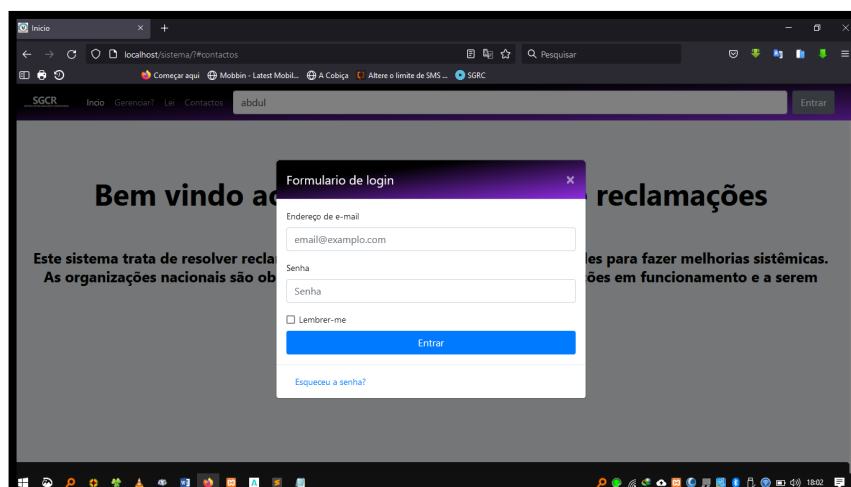 Inicio
localhost/sistema/?#contactos
Pesquisar
Começar aqui Mobbin - Latest Mobil... A Cobiça Altere o limite de SMS ... SGRC
SGCR Incio Gerenciar? Lei Contactos abdul Entrar
Bem vindo ao reclamações
Este sistema trata de resolver recla des para fazer melhorias sistêmicas.
As organizações nacionais são ob ões em funcionamento e a serem
Formulario de login ×
Endereço de e-mail
email@examplo.com
Senha
Senha
Lembrer-me
Entrar
Esqueceu a senha?
18:02